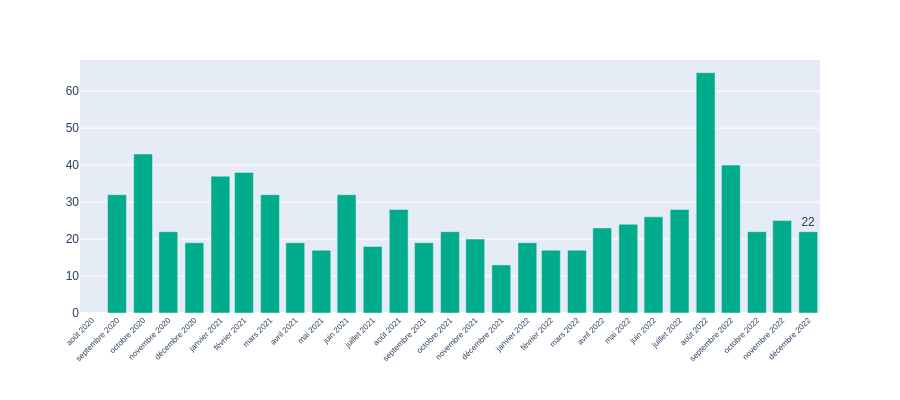 60
50
40
30
20
10
0
22
août 2020
septembre 2020
octobre 2020
novembre 2020
décembre 2020
janvier 2021
février 2021
mars 2021
avril 2021
mai 2021
juin 2021
juillet 2021
août 2021
septembre 2021
octobre 2021
novembre 2021
décembre 2021
janvier 2022
février 2022
mars 2022
avril 2022
mai 2022
juin 2022
juillet 2022
août 2022
septembre 2022
octobre 2022
novembre 2022
décembre 2022